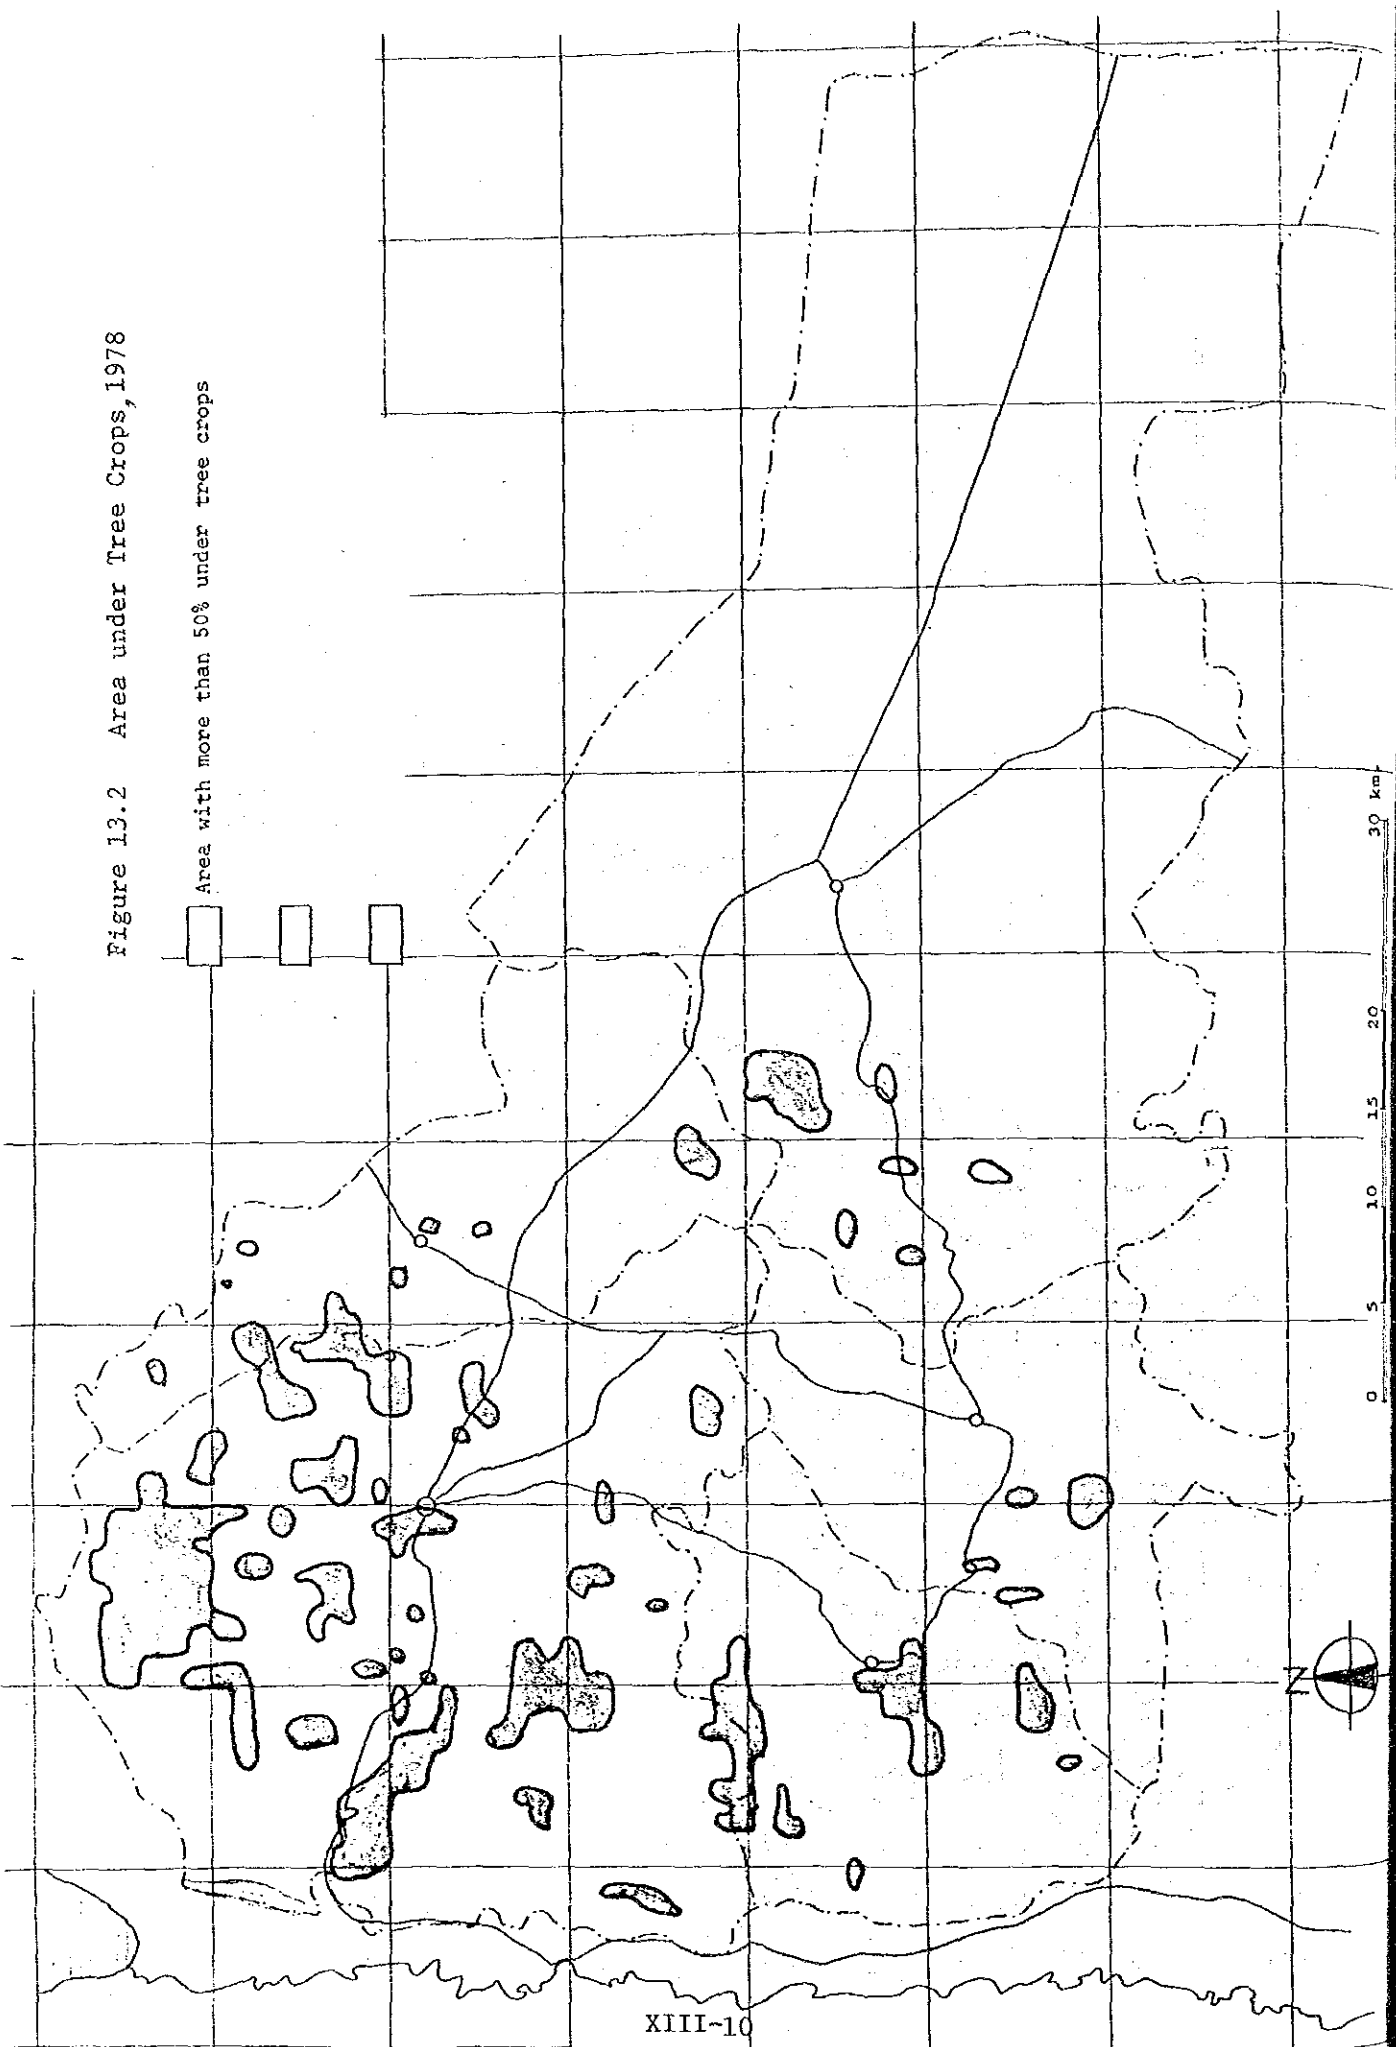 Figure 13.2 Area under Tree Crops, 1978
Area with more than 50% under tree crops
0 5 10 15 20 30 km.
N
XIII-10